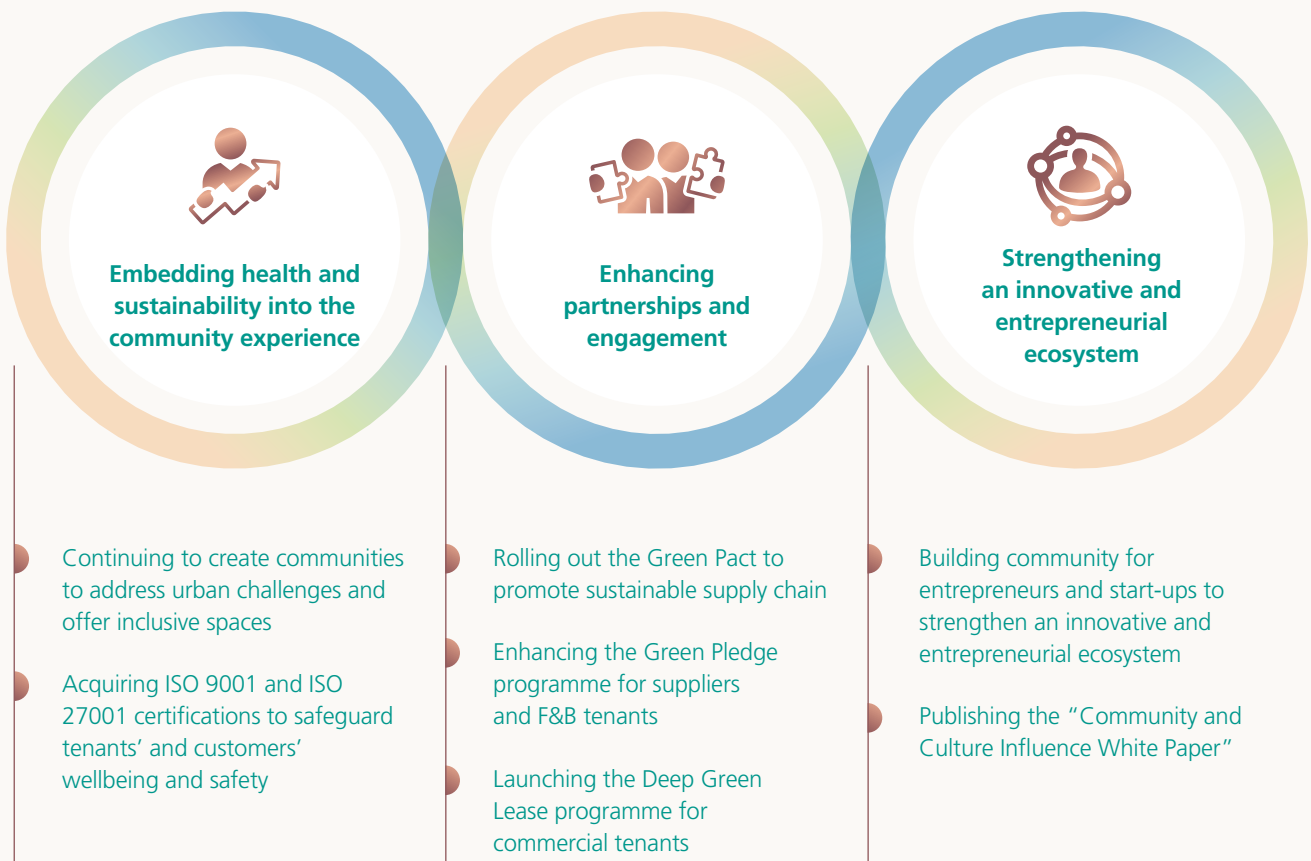 Embedding health and
sustainability into the
community experience
Enhancing
partnerships and
engagement
Strengthening
an innovative and
entrepreneurial
ecosystem
Continuing to create communities
to address urban challenges and
offer inclusive spaces
Acquiring ISO 9001 and ISO
27001 certifications to safeguard
tenants’ and customers’
wellbeing and safety
Rolling out the Green Pact to
promote sustainable supply chain
Enhancing the Green Pledge
programme for suppliers
and F&B tenants
Launching the Deep Green
Lease programme for
commercial tenants
Building community for
entrepreneurs and start-ups to
strengthen an innovative and
entrepreneurial ecosystem
Publishing the “Community and
Culture Influence White Paper”